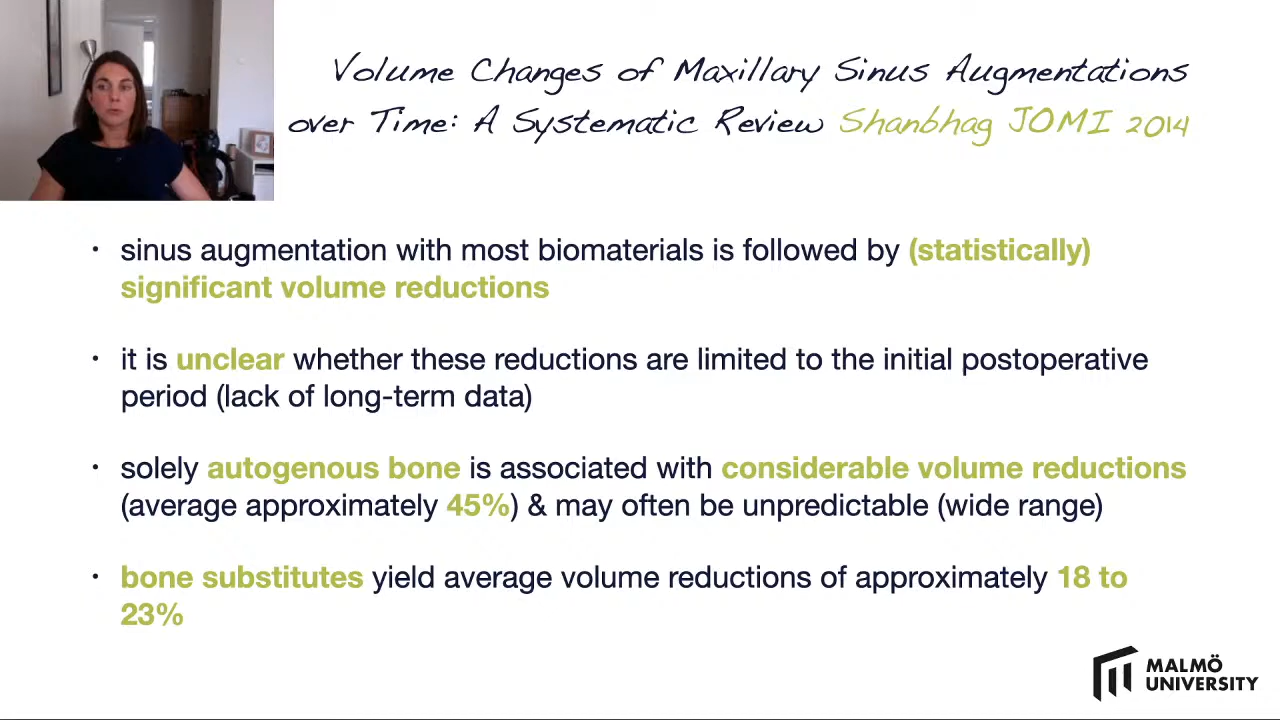 Volume Changes of Maxillary Sinus Augmentations
over Time: A Systematic Review Shanbhag JOMI 2014
• sinus augmentation with most biomaterials is followed by (statistically)
significant volume reductions
• it is unclear whether these reductions are limited to the initial postoperative
period (lack of long-term data)
• solely autogenous bone is associated with considerable volume reductions
(average approximately 45%) & may often be unpredictable (wide range)
• bone substitutes yield average volume reductions of approximately 18 to
23%
MALMÖ
UNIVERSITY